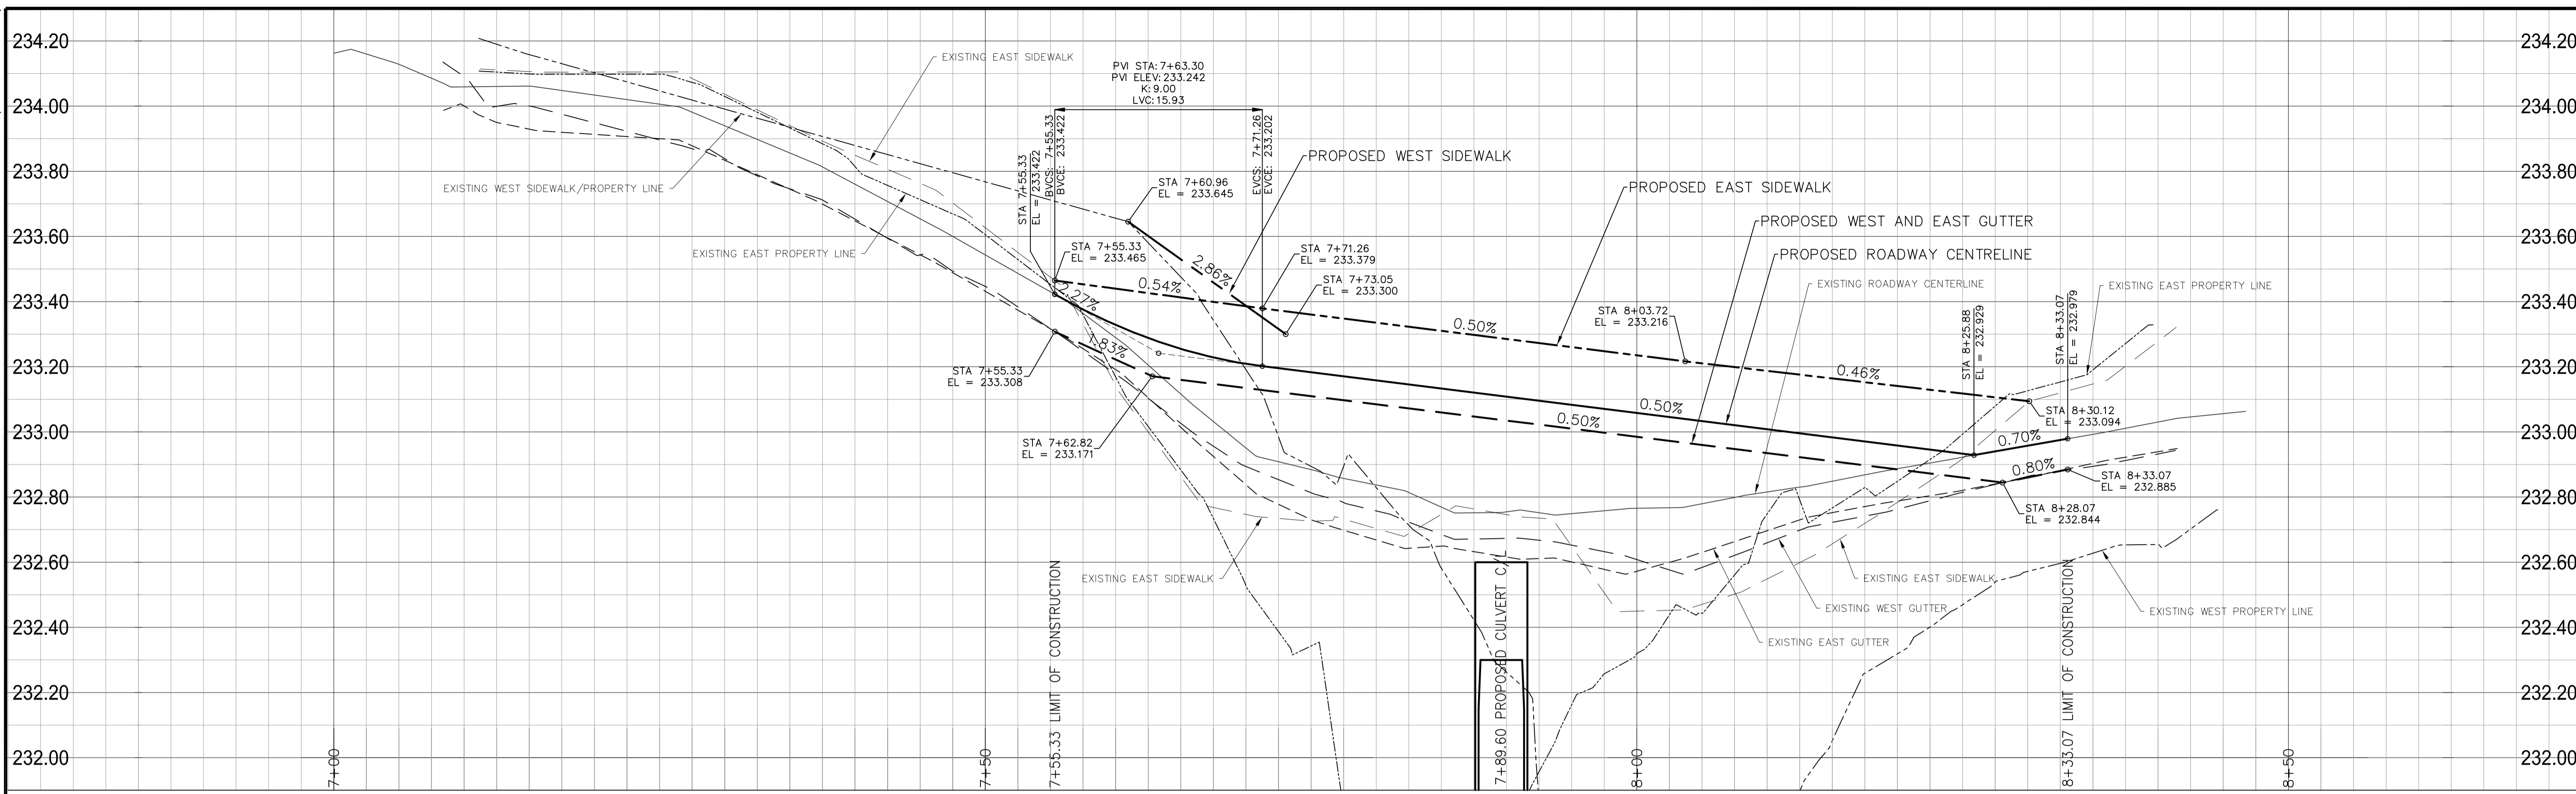 234.20
234.00
233.80
233.60
233.40
233.20
233.00
232.80
232.60
232.40
232.20
232.00
EXISTING WEST SIDEWALK/PROPERTY LINE
EXISTING EAST SIDEWALK
EXISTING EAST PROPERTY LINE
PVI STA: 7+63.30
PVI ELEV: 233.242
K: 9.00
LVC: 15.93
STA 7+55.33
EL = 233.422
BVCS: 7+55.33
BVCE: 233.422
EVCS: 7+71.26
EVCE: 233.202
STA 7+60.96
EL = 233.645
PROPOSED WEST SIDEWALK
PROPOSED EAST SIDEWALK
PROPOSED WEST AND EAST GUTTER
PROPOSED ROADWAY CENTRELINE
EXISTING ROADWAY CENTERLINE
EXISTING EAST PROPERTY LINE
STA 7+55.33
EL = 233.465
STA 7+71.26
EL = 233.379
STA 7+73.05
EL = 233.300
2.86%
2.27%
0.54%
1.83%
0.50%
0.50%
0.50%
0.46%
0.70%
0.80%
STA 7+55.33
EL = 233.308
STA 7+62.82
EL = 233.171
STA 8+03.72
EL = 233.216
STA 8+25.88
EL = 232.929
STA 8+33.07
EL = 232.979
STA 8+30.12
EL = 233.094
STA 8+33.07
EL = 232.885
STA 8+28.07
EL = 232.844
EXISTING EAST SIDEWALK
EXISTING EAST SIDEWALK
EXISTING WEST GUTTER
EXISTING EAST GUTTER
EXISTING WEST PROPERTY LINE
7+00
7+50
7+55.33 LIMIT OF CONSTRUCTION
7+89.60 PROPOSED CULVERT C/L
8+00
8+33.07 LIMIT OF CONSTRUCTION
8+50
234.20
234.00
233.80
233.60
233.40
233.20
233.00
232.80
232.60
232.40
232.20
232.00